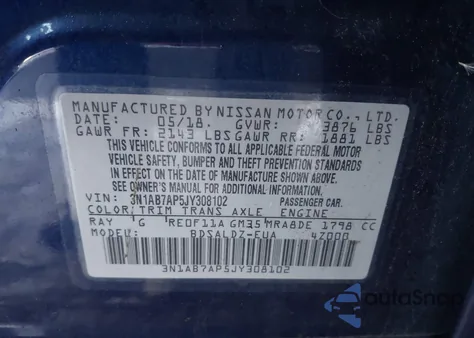 MANUFACTURED BY NISSAN MOTOR CO., LTD.
DATE: 05/18. GVWR: 3876 LBS
GAWR FR: 2143 LBS GAWR RR: 1881 LBS
THIS VEHICLE CONFORMS TO ALL APPLICABLE FEDERAL MOTOR
VEHICLE SAFETY, BUMPER AND THEFT PREVENTION STANDARDS
IN EFFECT ON THE DATE OF MANUFACTURE SHOWN ABOVE.
SEE OWNER'S MANUAL FOR ADDITIONAL INFORMATION.
VIN: 3N1AB7AP5JY308102 PASSENGER CAR.
COLOR TRIM TRANS AXLE ENGINE
RAY G RE0F11A GM35 MRA8DE 1798 CC
MODEL: BDSALDZ-EUA 4Z000
3N1AB7AP5JY308102
autoSnap